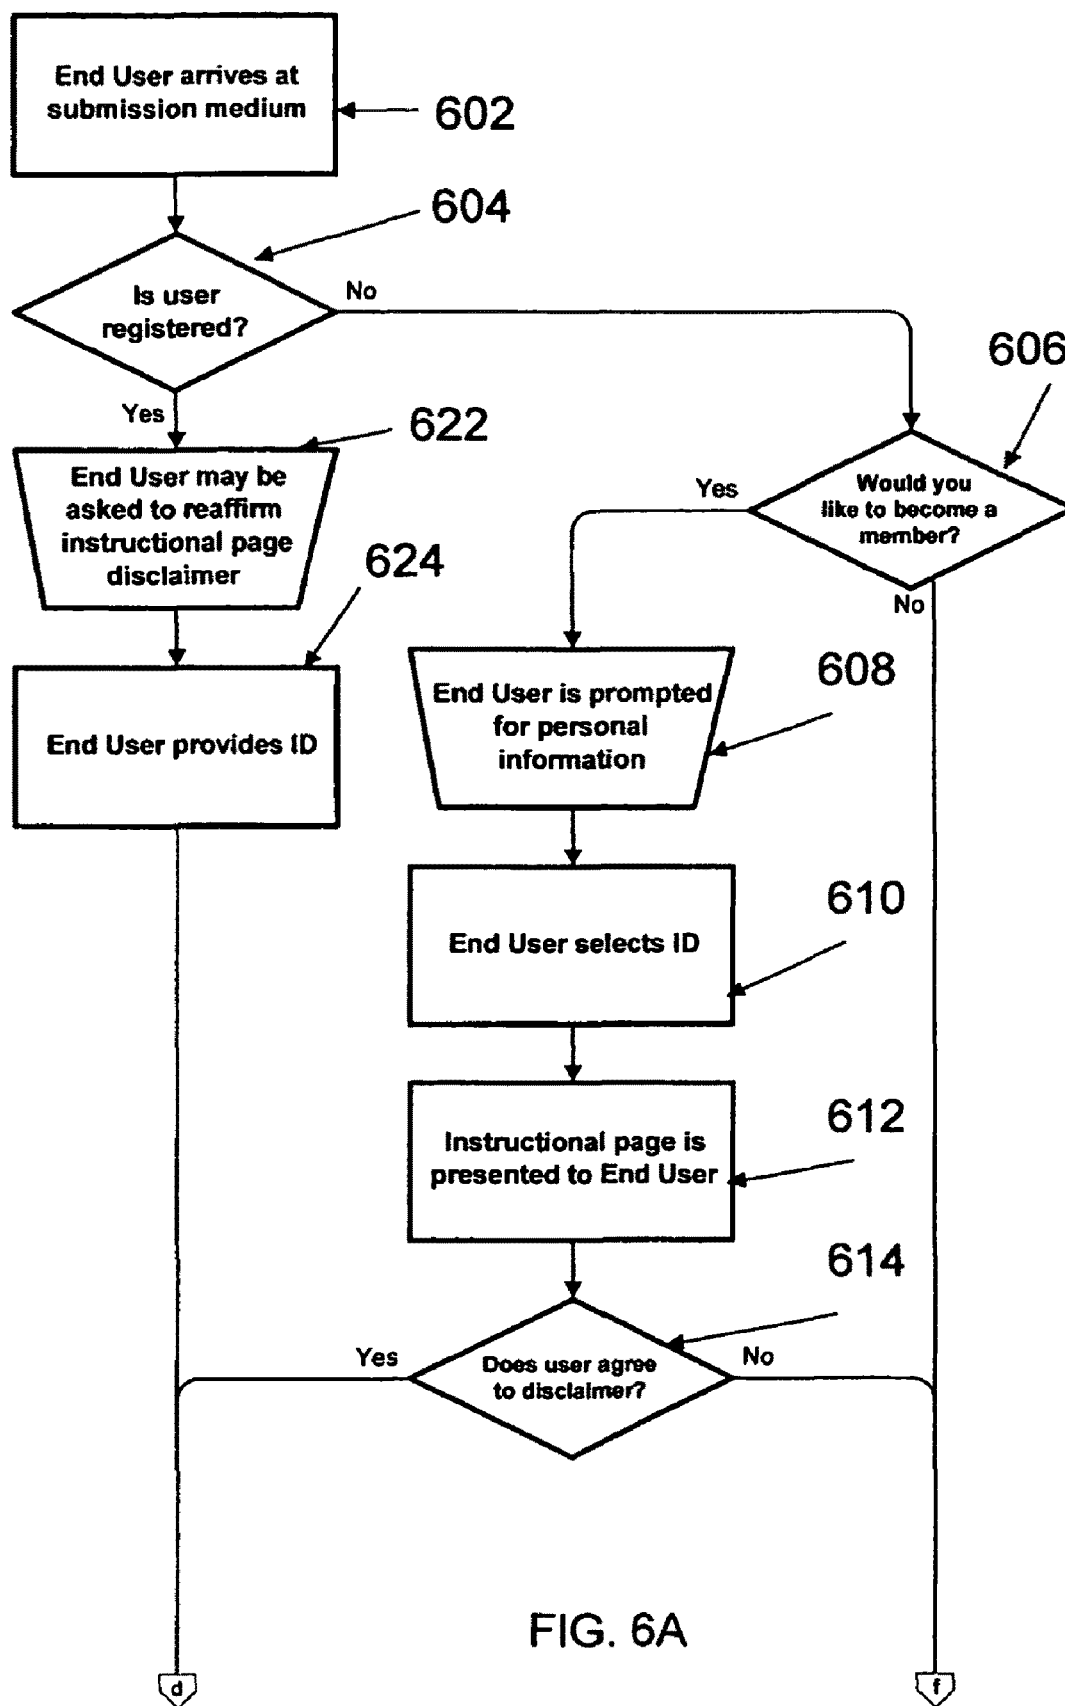 End User arrives at
submission medium
602
604
Is user
registered?
No
606
Yes
622
End User may be
asked to reaffirm
instructional page
disclaimer
Would you
like to become a
member?
Yes
No
624
End User provides ID
End User is prompted
for personal
information
608
End User selects ID
610
Instructional page is
presented to End User
612
614
Does user agree
to disclaimer?
Yes
No
FIG. 6A
d
f